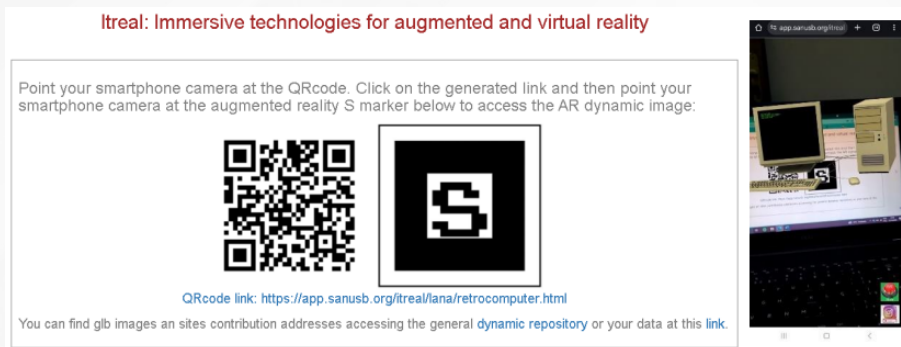 Itreal: Immersive technologies for augmented and virtual reality
Point your smartphone camera at the QRcode. Click on the generated link and then point your
smartphone camera at the augmented reality S marker below to access the AR dynamic image:
S
QRcode link: https://app.sanusb.org/itreal/lana/retrocomputer.html
You can find glb images an sites contribution addresses accessing the general dynamic repository or your data at this link.
app.sanusb.org/itreal